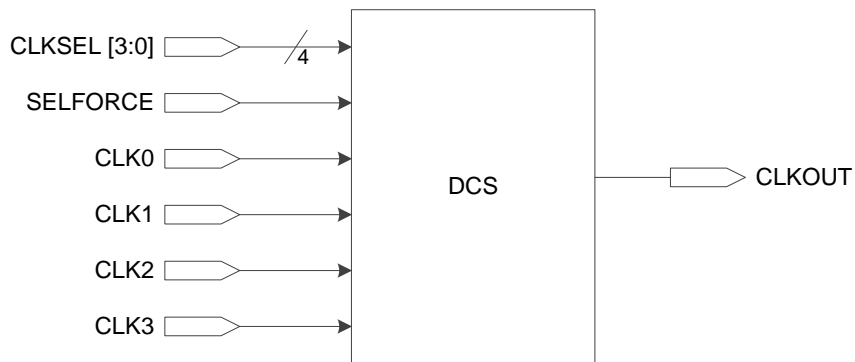 CLKSEL [3:0]
4
SELFORCE
CLK0
CLK1
CLK2
CLK3
DCS
CLKOUT